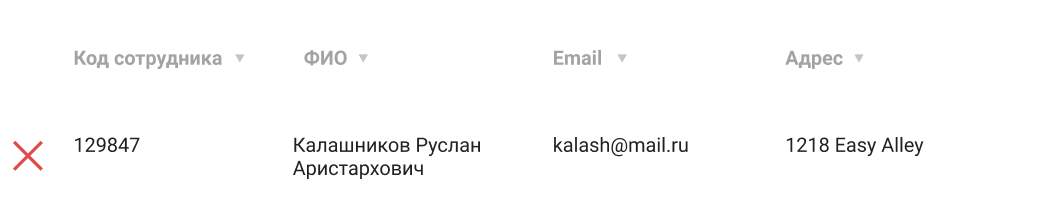 Код сотрудника ФИО Email Адрес
129847 Калашников Руслан kalash@mail.ru 1218 Easy Alley
Аристархович